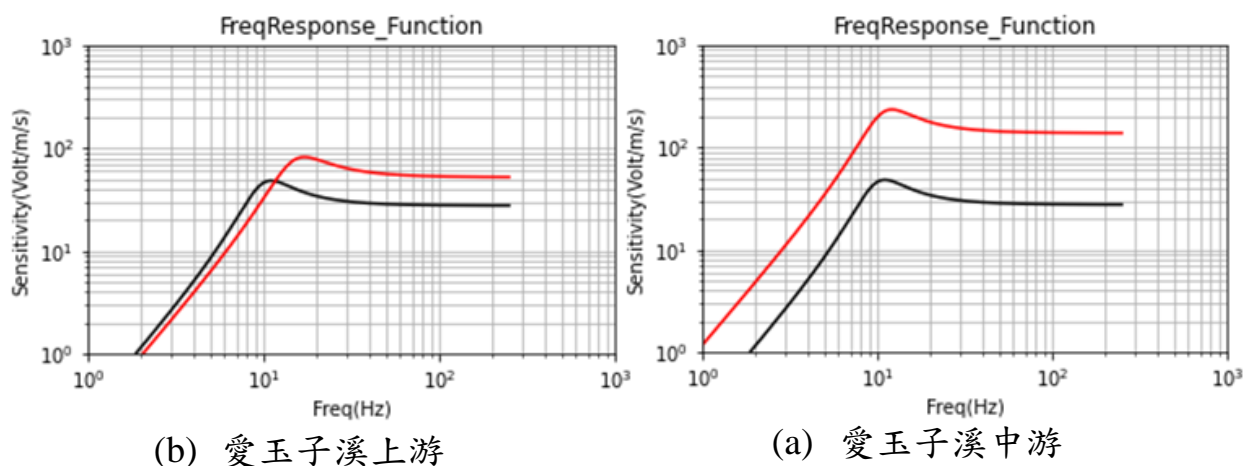 FreqResponse_Function
10³
10²
10¹
10⁰
Sensitivity(Volt/m/s)
10⁰ 10¹ 10² 10³
Freq(Hz)
(b) 愛玉子溪上游
FreqResponse_Function
10³
10²
10¹
10⁰
Sensitivity(Volt/m/s)
10⁰ 10¹ 10² 10³
Freq(Hz)
(a) 愛玉子溪中游